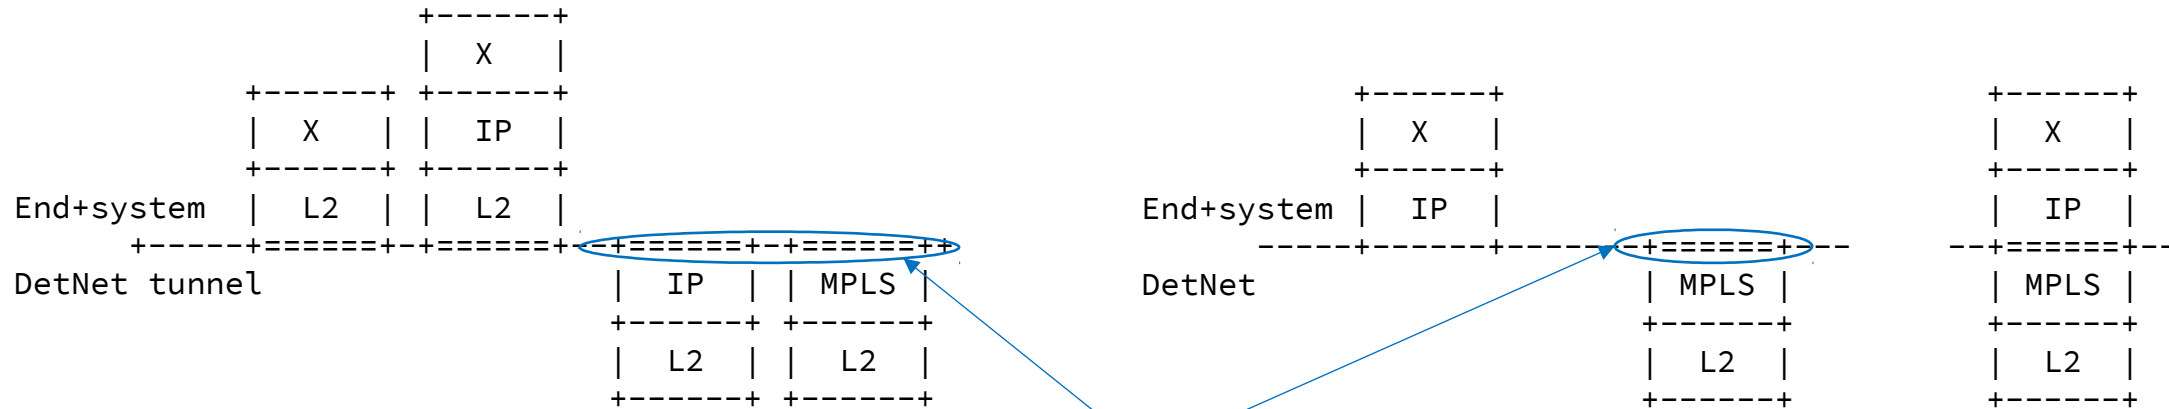 +------+
                      |  X   |
             +------+ +------+                                         +------+                          +------+
             |  X   | |  IP  |                                         |  X   |                          |  X   |
             +------+ +------+                                         +------+                          +------+
End+system   |  L2  | |  L2  |                              End+system |  IP  |                          |  IP  |
      +-----+======+-+======+--+======+-+======++                -----+------+-------+======+---     --+======+--
DetNet tunnel                  |  IP  | | MPLS |            DetNet                     | MPLS |          | MPLS |
                               +------+ +------+                                       +------+          +------+
                               |  L2  | |  L2  |                                       |  L2  |          |  L2  |
                               +------+ +------+                                       +------+          +------+